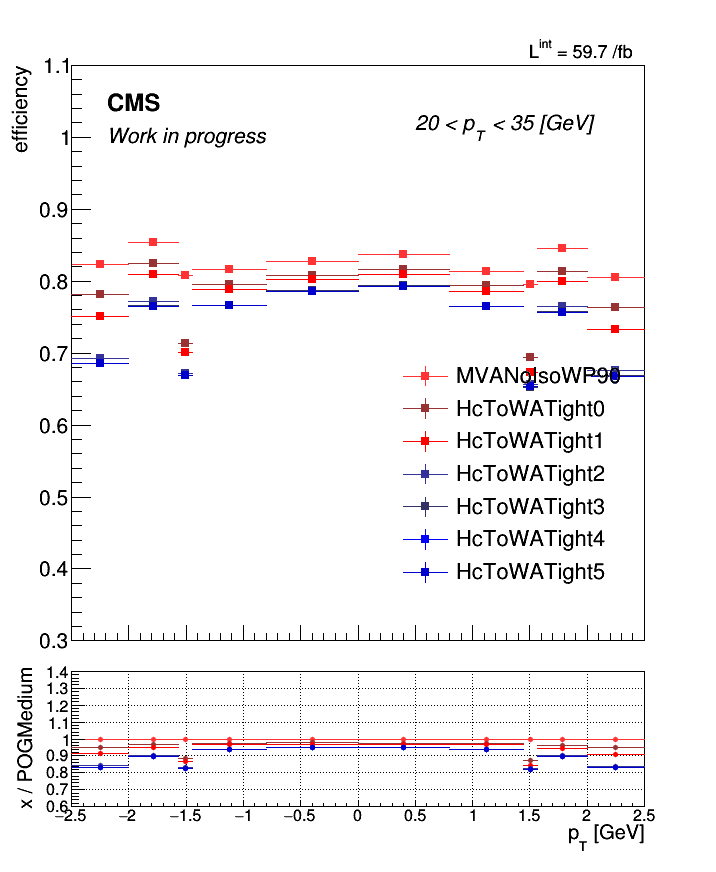 L^int = 59.7 /fb
efficiency
CMS
Work in progress
20 < p_T < 35 [GeV]
1.1
1
0.9
0.8
0.7
0.6
0.5
0.4
0.3
MVANoIsoWP90
HcToWATight0
HcToWATight1
HcToWATight2
HcToWATight3
HcToWATight4
HcToWATight5
x / POGMedium
1.4
1.3
1.2
1.1
1
0.9
0.8
0.7
0.6
−2.5 −2 −1.5 −1 −0.5 0 0.5 1 1.5 2 2.5
p_T [GeV]